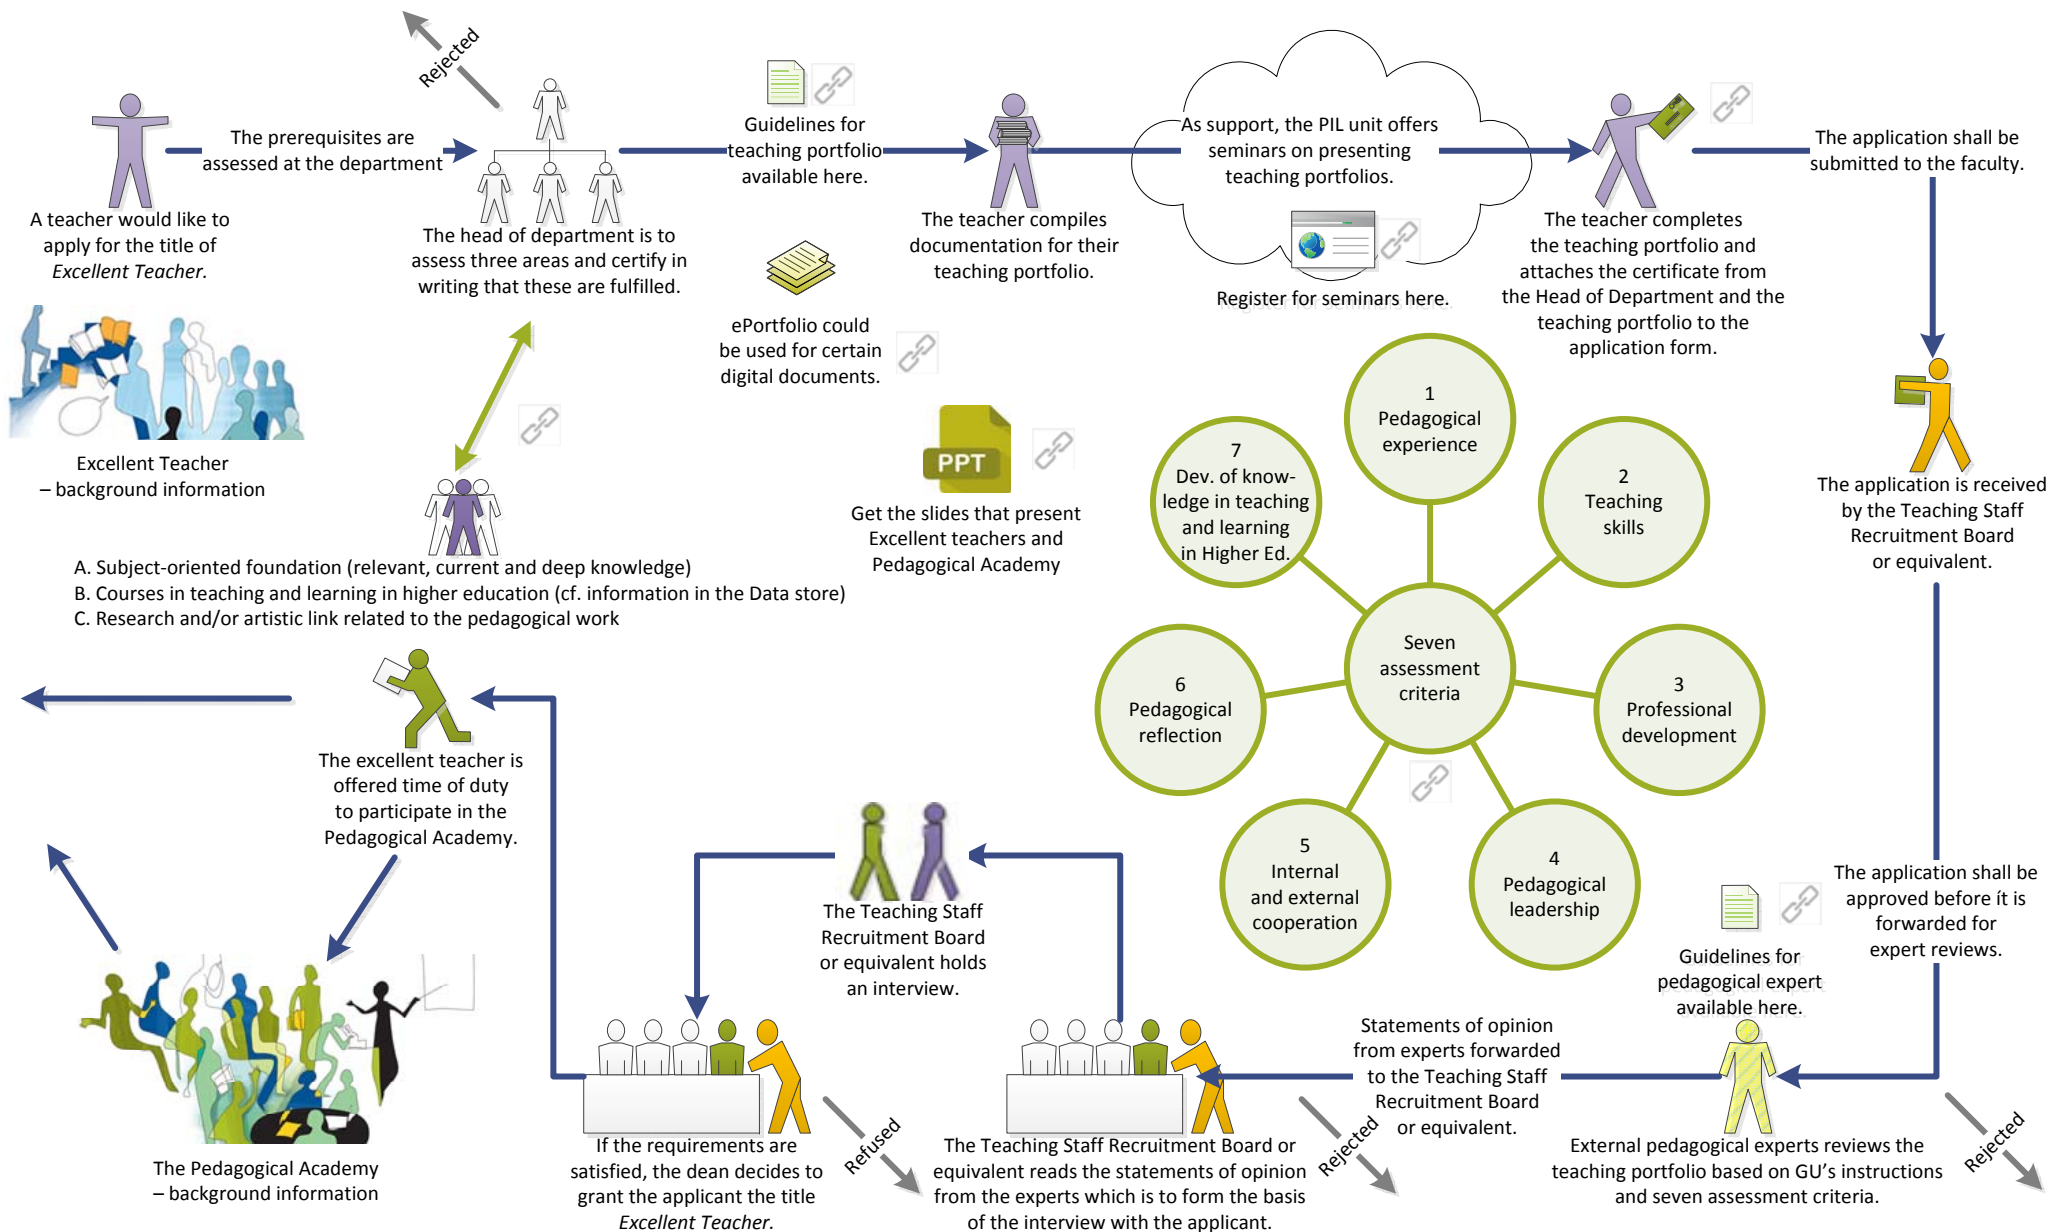 Rejected
The prerequisites are
assessed at the department
A teacher would like to
apply for the title of
Excellent Teacher.
The head of department is to
assess three areas and certify in
writing that these are fulfilled.
Guidelines for
teaching portfolio
available here.
The teacher compiles
documentation for their
teaching portfolio.
As support, the PIL unit offers
seminars on presenting
teaching portfolios.
Register for seminars here.
The teacher completes
the teaching portfolio and
attaches the certificate from
the Head of Department and the
teaching portfolio to the
application form.
The application shall be
submitted to the faculty.
Excellent Teacher
– background information
ePortfolio could
be used for certain
digital documents.
PPT
Get the slides that present
Excellent teachers and
Pedagogical Academy
A. Subject-oriented foundation (relevant, current and deep knowledge)
B. Courses in teaching and learning in higher education (cf. information in the Data store)
C. Research and/or artistic link related to the pedagogical work
Seven
assessment
criteria
1
Pedagogical
experience
2
Teaching
skills
3
Professional
development
4
Pedagogical
leadership
5
Internal
and external
cooperation
6
Pedagogical
reflection
7
Dev. of know-
ledge in teaching
and learning
in Higher Ed.
The application is received
by the Teaching Staff
Recruitment Board
or equivalent.
The application shall be
approved before ít is
forwarded for
expert reviews.
Guidelines for
pedagogical expert
available here.
External pedagogical experts reviews the
teaching portfolio based on GU’s instructions
and seven assessment criteria.
Rejected
Statements of opinion
from experts forwarded
to the Teaching Staff
Recruitment Board
or equivalent.
The Teaching Staff Recruitment Board or
equivalent reads the statements of opinion
from the experts which is to form the basis
of the interview with the applicant.
Rejected
The Teaching Staff
Recruitment Board
or equivalent holds
an interview.
If the requirements are
satisfied, the dean decides to
grant the applicant the title
Excellent Teacher.
Refused
The excellent teacher is
offered time of duty
to participate in the
Pedagogical Academy.
The Pedagogical Academy
– background information